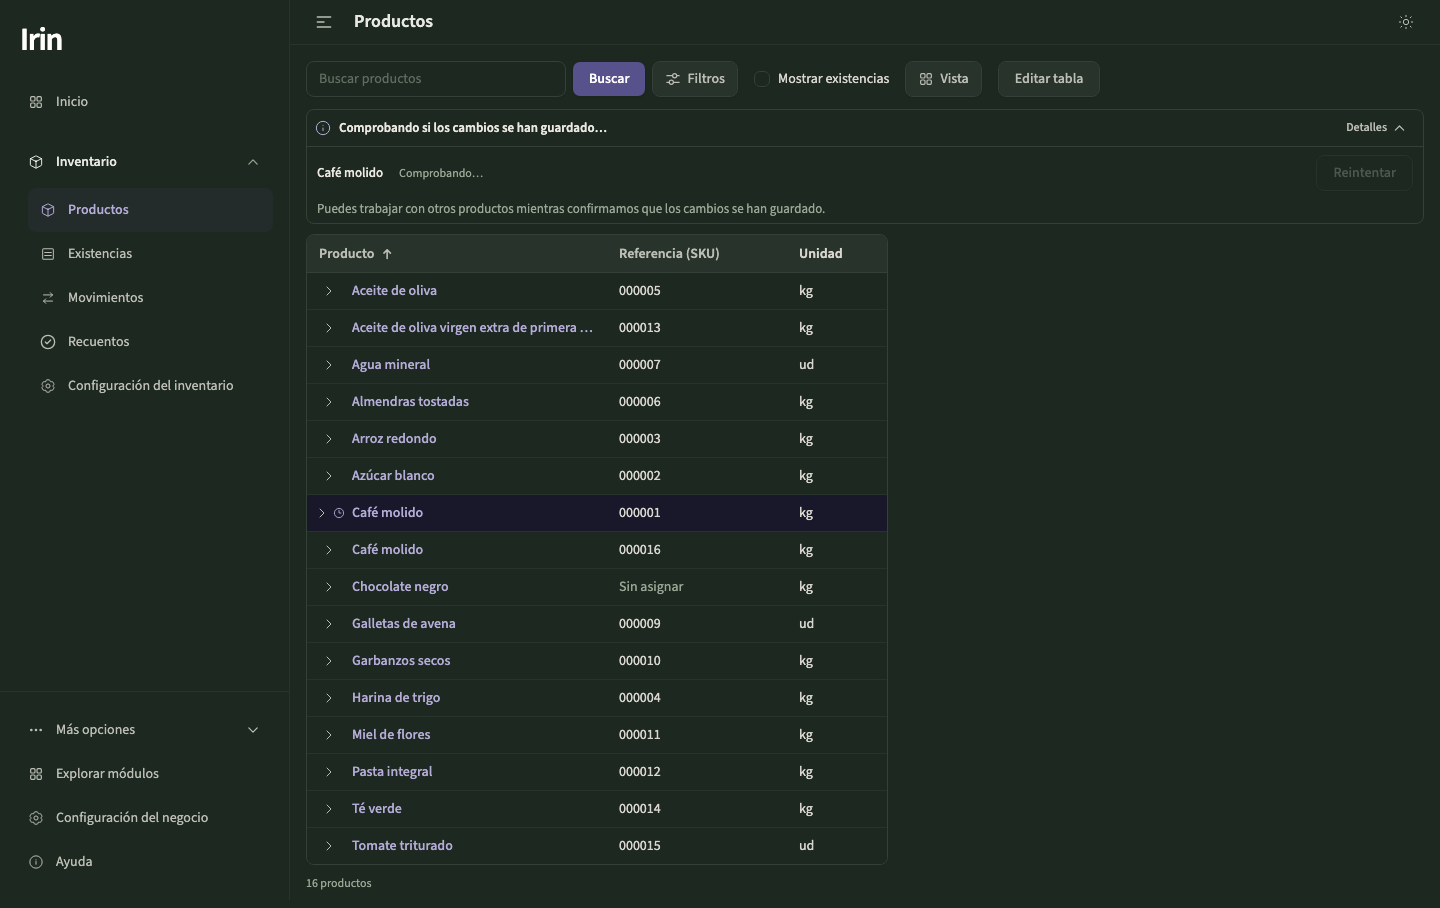 Irin
Productos
Inicio
Inventario
Productos
Existencias
Movimientos
Recuentos
Configuración del inventario
Más opciones
Explorar módulos
Configuración del negocio
Ayuda
Buscar productos Buscar Filtros Mostrar existencias Vista Editar tabla
Comprobando si los cambios se han guardado... Detalles
Café molido Comprobando... Reintentar
Puedes trabajar con otros productos mientras confirmamos que los cambios se han guardado.
Producto Referencia (SKU) Unidad
Aceite de oliva 000005 kg
Aceite de oliva virgen extra de primera ... 000013 kg
Agua mineral 000007 ud
Almendras tostadas 000006 kg
Arroz redondo 000003 kg
Azúcar blanco 000002 kg
Café molido 000001 kg
Café molido 000016 kg
Chocolate negro Sin asignar kg
Galletas de avena 000009 ud
Garbanzos secos 000010 kg
Harina de trigo 000004 kg
Miel de flores 000011 kg
Pasta integral 000012 kg
Té verde 000014 kg
Tomate triturado 000015 ud
16 productos